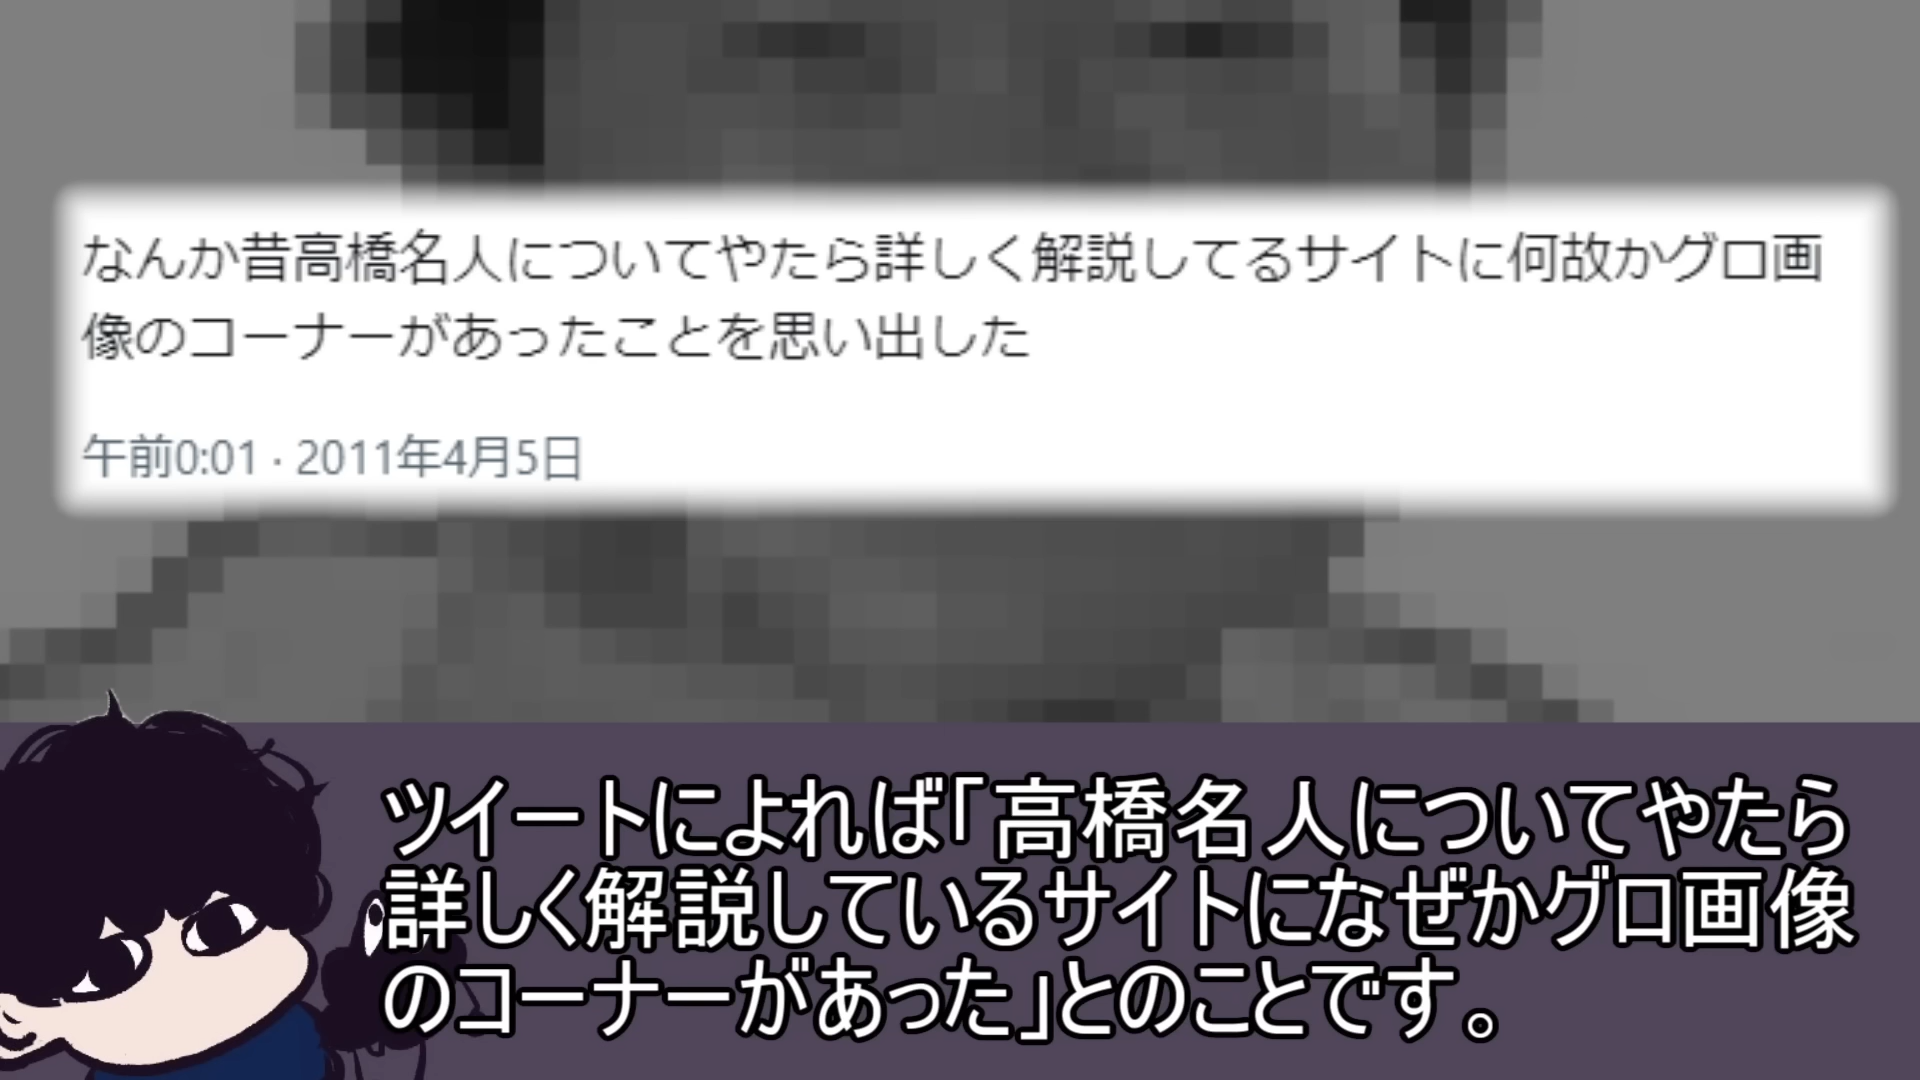 なんか昔高橋名人についてやたら詳しく解説してるサイトに何故かグロ画
像のコーナーがあったことを思い出した
午前0:01 · 2011年4月5日
ツイートによれば「高橋名人についてやたら
詳しく解説しているサイトになぜかグロ画像
のコーナーがあった」とのことです。